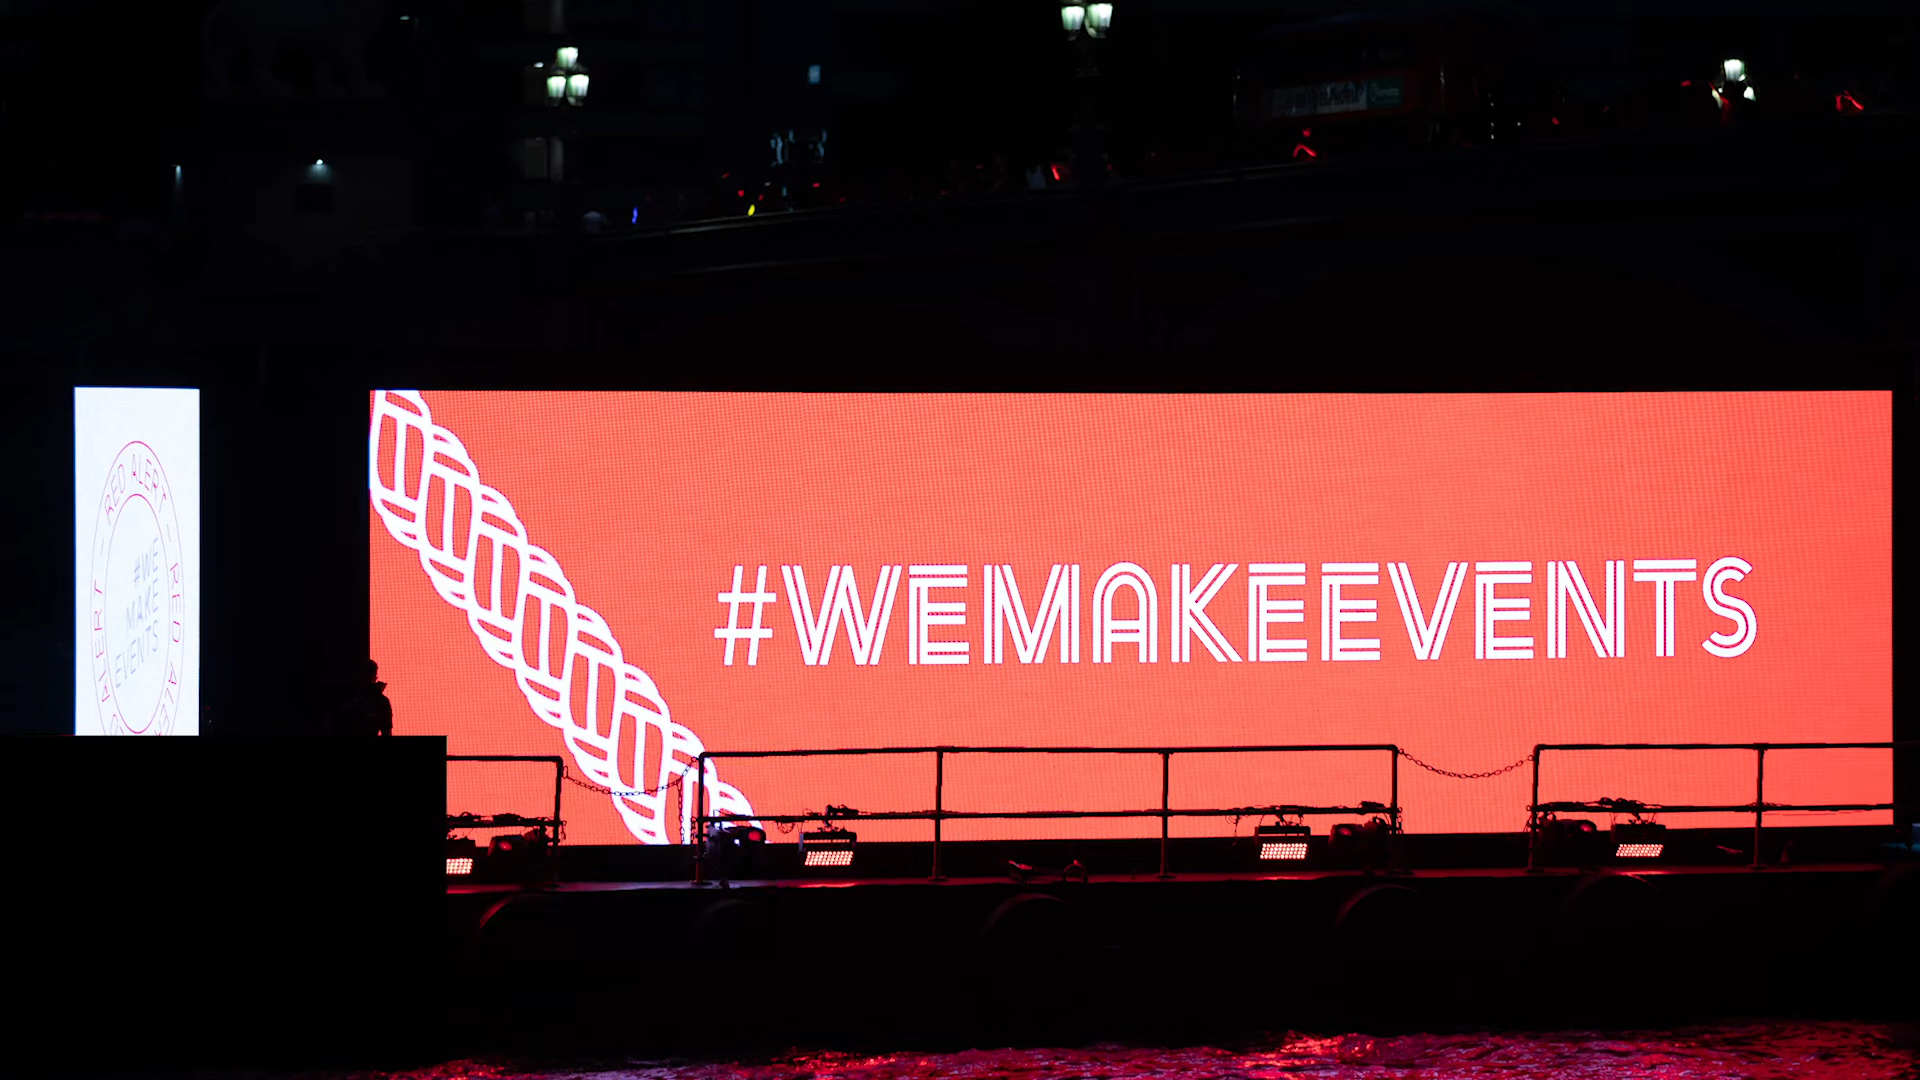 RED ALERT — RED ALERT
#WE
MAKE
EVENTS
#WEMAKEEVENTS